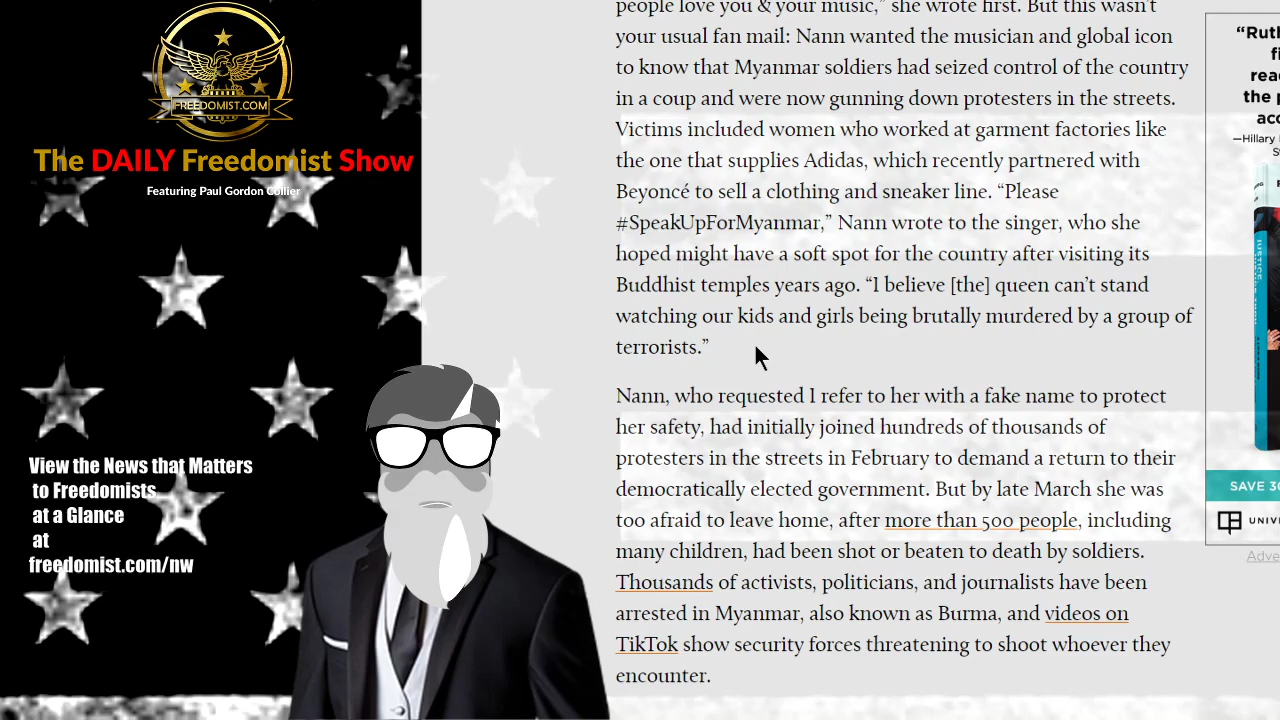 FREEDOMIST.COM
The DAILY Freedomist Show
Featuring Paul Gordon Collier
View the News that Matters
to Freedomists
at a Glance
at
freedomist.com/nw
people love you & your music,” she wrote first. But this wasn’t
your usual fan mail: Nann wanted the musician and global icon
to know that Myanmar soldiers had seized control of the country
in a coup and were now gunning down protesters in the streets.
Victims included women who worked at garment factories like
the one that supplies Adidas, which recently partnered with
Beyoncé to sell a clothing and sneaker line. “Please
#SpeakUpForMyanmar,” Nann wrote to the singer, who she
hoped might have a soft spot for the country after visiting its
Buddhist temples years ago. “I believe [the] queen can’t stand
watching our kids and girls being brutally murdered by a group of
terrorists.”
Nann, who requested I refer to her with a fake name to protect
her safety, had initially joined hundreds of thousands of
protesters in the streets in February to demand a return to their
democratically elected government. But by late March she was
too afraid to leave home, after more than 500 people, including
many children, had been shot or beaten to death by soldiers.
Thousands of activists, politicians, and journalists have been
arrested in Myanmar, also known as Burma, and videos on
TikTok show security forces threatening to shoot whoever they
encounter.
“Ruth
fi
read
the p
acc
—Hillary
JUSTICE
SAVE 30
UNIV
Adve